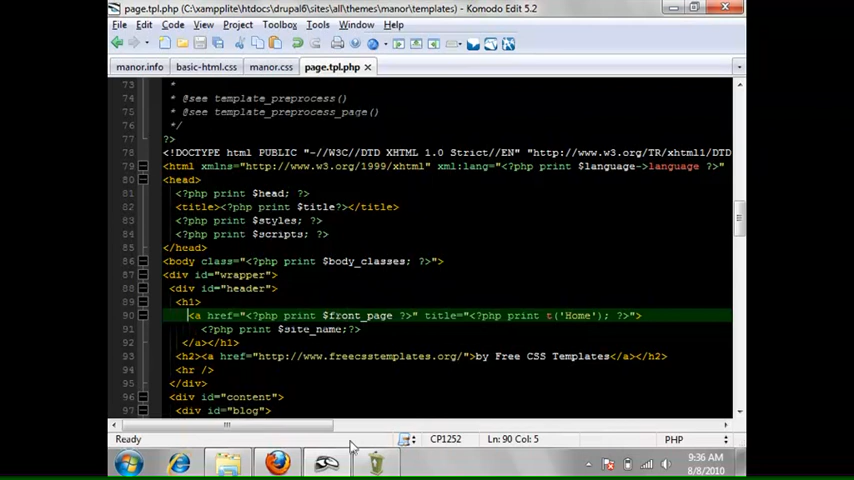 page.tpl.php (C:\xampplite\htdocs\drupal6\sites\all\themes\manor\templates) - Komodo Edit 5.2
File Edit Code View Project Toolbox Tools Window Help
manor.info basic-html.css manor.css page.tpl.php
73 *
74 * @see template_preprocess()
75 * @see template_preprocess_page()
76 */
77 ?>
78 <!DOCTYPE html PUBLIC "-//W3C//DTD XHTML 1.0 Strict//EN" "http://www.w3.org/TR/xhtml1/DTD
79 <html xmlns="http://www.w3.org/1999/xhtml" xml:lang="<?php print $language->language ?>"
80 <head>
81 <?php print $head; ?>
82 <title><?php print $title?></title>
83 <?php print $styles; ?>
84 <?php print $scripts; ?>
85 </head>
86 <body class="<?php print $body_classes; ?>">
87 <div id="wrapper">
88 <div id="header">
89 <h1>
90 <a href="<?php print $front_page ?>" title="<?php print t('Home'); ?>">
91 <?php print $site_name;?>
92 </a></h1>
93 <h2><a href="http://www.freecsstemplates.org/">by Free CSS Templates</a></h2>
94 <hr />
95 </div>
96 <div id="content">
97 <div id="blog">
Ready CP1252 Ln: 90 Col: 5 PHP
9:36 AM
8/8/2010